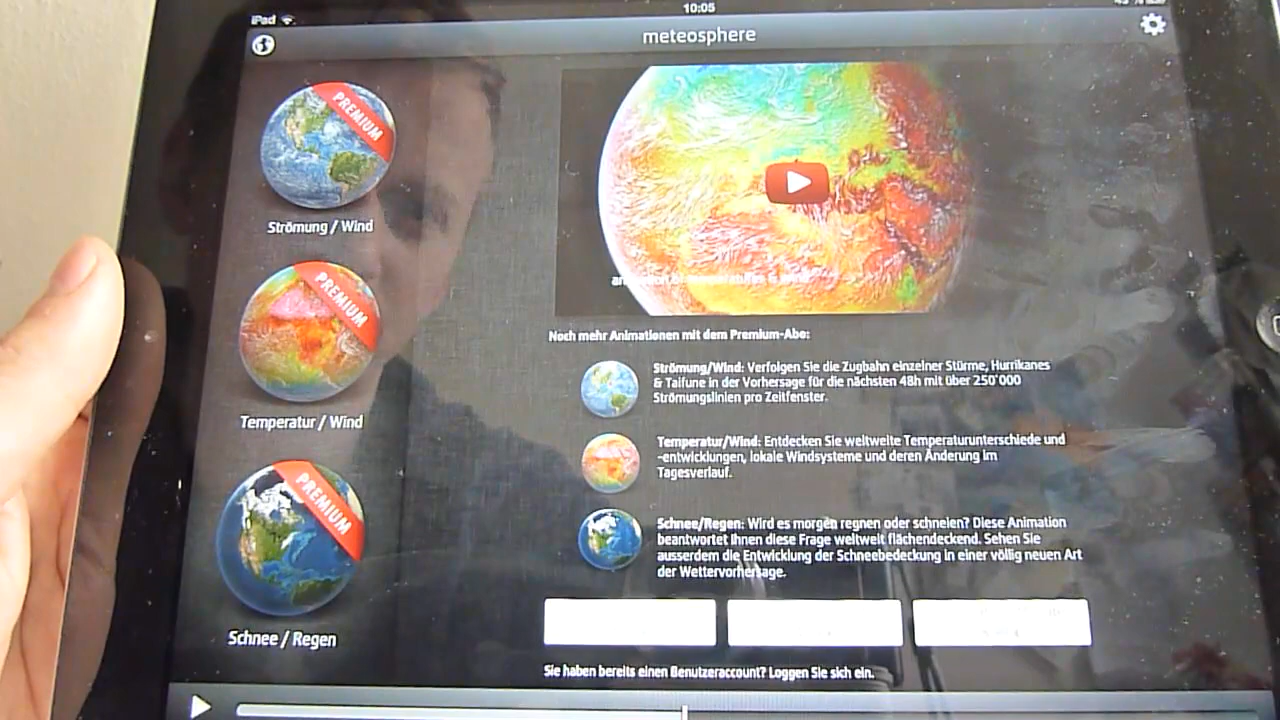 iPad
10:05
meteosphere
PREMIUM
Strömung / Wind
PREMIUM
Temperatur / Wind
PREMIUM
Schnee / Regen
Noch mehr Animationen mit dem Premium-Abo:
Strömung/Wind: Verfolgen Sie die Zugbahn einzelner Stürme, Hurrikanes
& Taifune in der Vorhersage für die nächsten 48h mit über 250'000
Strömungslinien pro Zeitfenster.
Temperatur/Wind: Entdecken Sie weltweite Temperaturunterschiede und
-entwicklungen, lokale Windsysteme und deren Änderung im
Tagesverlauf.
Schnee/Regen: Wird es morgen regnen oder schneien? Diese Animation
beantwortet Ihnen diese Frage weltweit flächendeckend. Sehen Sie
ausserdem die Entwicklung der Schneebedeckung in einer völlig neuen Art
der Wettervorhersage.
Sie haben bereits einen Benutzeraccount? Loggen Sie sich ein.